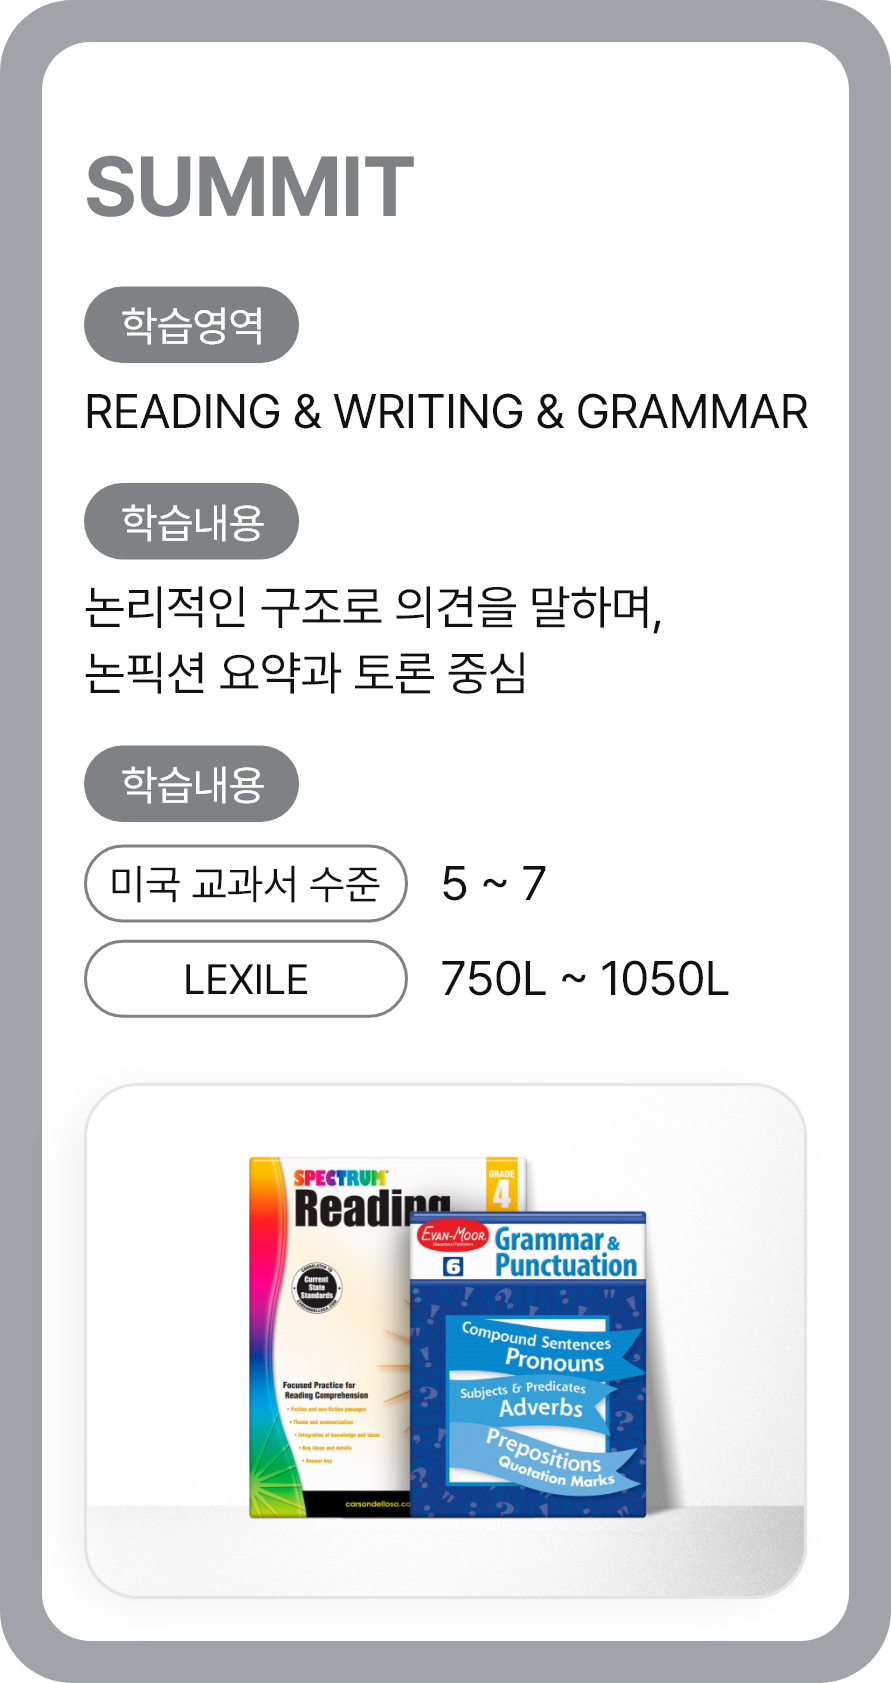 SUMMIT
학습영역
READING & WRITING & GRAMMAR
학습내용
논리적인 구조로 의견을 말하며,
논픽션 요약과 토론 중심
학습내용
미국 교과서 수준 5 ~ 7
LEXILE 750L ~ 1050L
SPECTRUM
Reading
GRADE
4
CORRELATED TO
Current
State
Standards
Focused Practice for
Reading Comprehension
• Fiction and non-fiction passages
• Theme and summarization
• Integration of knowledge and ideas
• Key ideas and details
• Answer key
carsondellosa.co
EVAN-MOOR
Educational Publishers
Grammar &
Punctuation
6
Compound Sentences
Pronouns
Subjects & Predicates
Adverbs
Prepositions
Quotation Marks